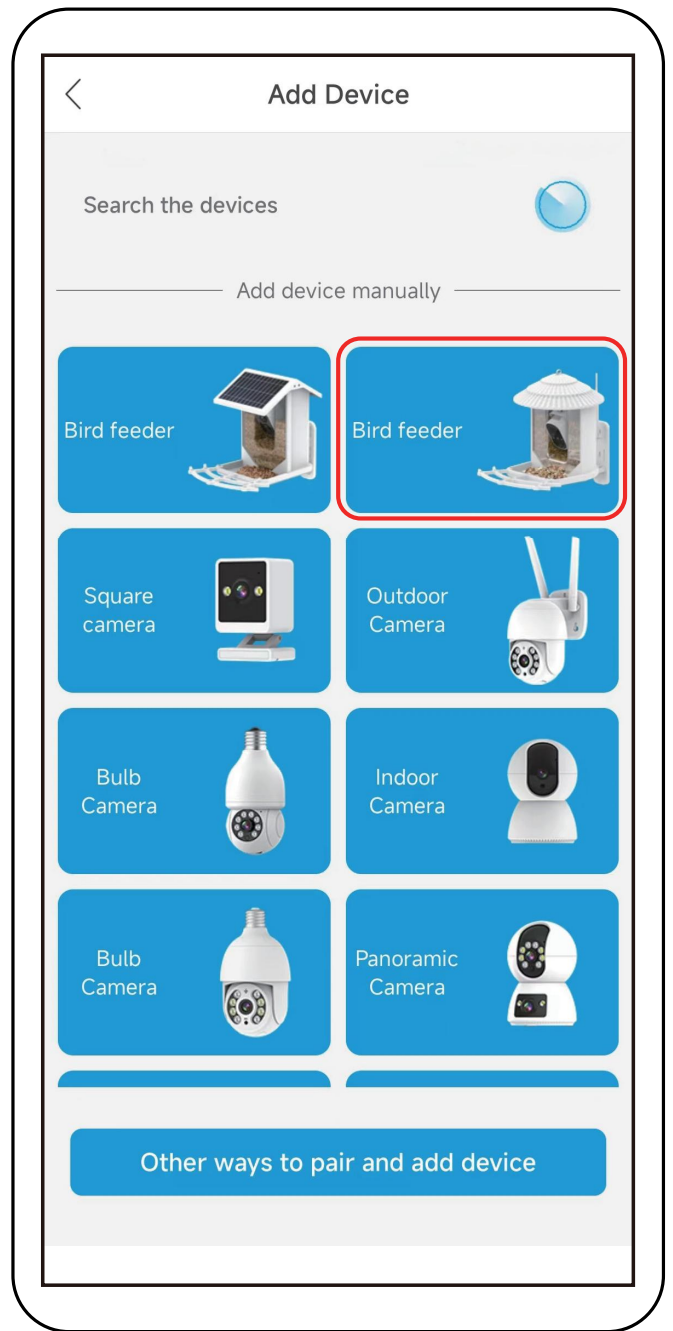 Add Device
Search the devices
Add device manually
Bird feeder
Bird feeder
Square
camera
Outdoor
Camera
Bulb
Camera
Indoor
Camera
Bulb
Camera
Panoramic
Camera
Other ways to pair and add device